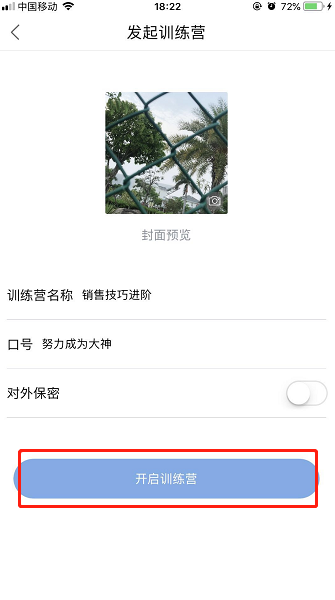 中国移动 18:22 72%
发起训练营
封面预览
训练营名称 销售技巧进阶
口号 努力成为大神
对外保密
开启训练营